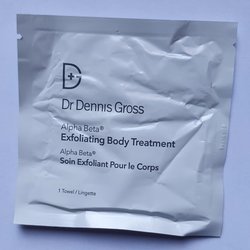 D
Dr Dennis Gross
Alpha Beta®
Exfoliating Body Treatment
Alpha Beta®
Soin Exfoliant Pour le Corps
1 Towel / Lingette